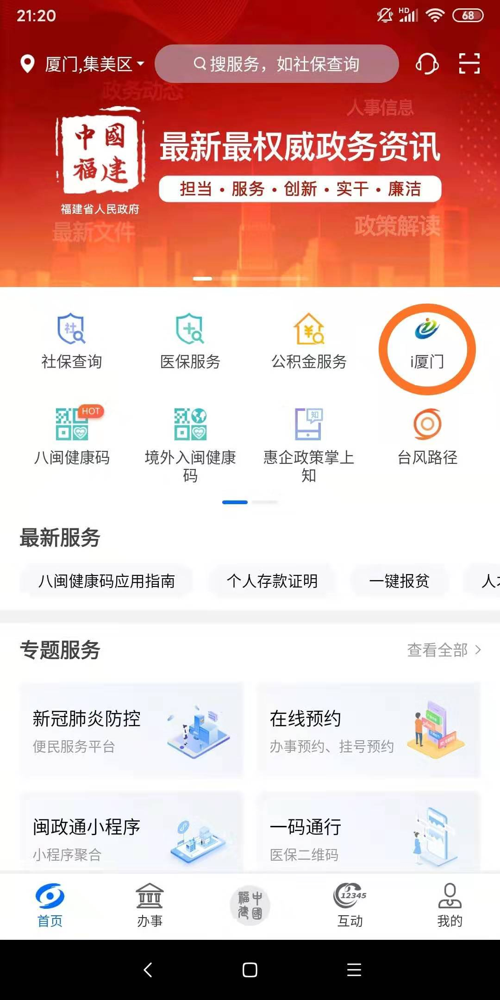 21:20
HD
68
厦门,集美区
搜服务，如社保查询
政务动态
人事信息
中國
福建
福建省人民政府
最新最权威政务资讯
担当·服务·创新·实干·廉洁
最新文件
政策解读
社保查询
医保服务
公积金服务
i厦门
HOT
八闽健康码
境外入闽健康
码
惠企政策掌上
知
台风路径
最新服务
八闽健康码应用指南
个人存款证明
一键报贫
专题服务
查看全部
新冠肺炎防控
便民服务平台
在线预约
办事预约、挂号预约
闽政通小程序
小程序聚合
一码通行
医保二维码
首页
办事
中國福建
12345
互动
我的